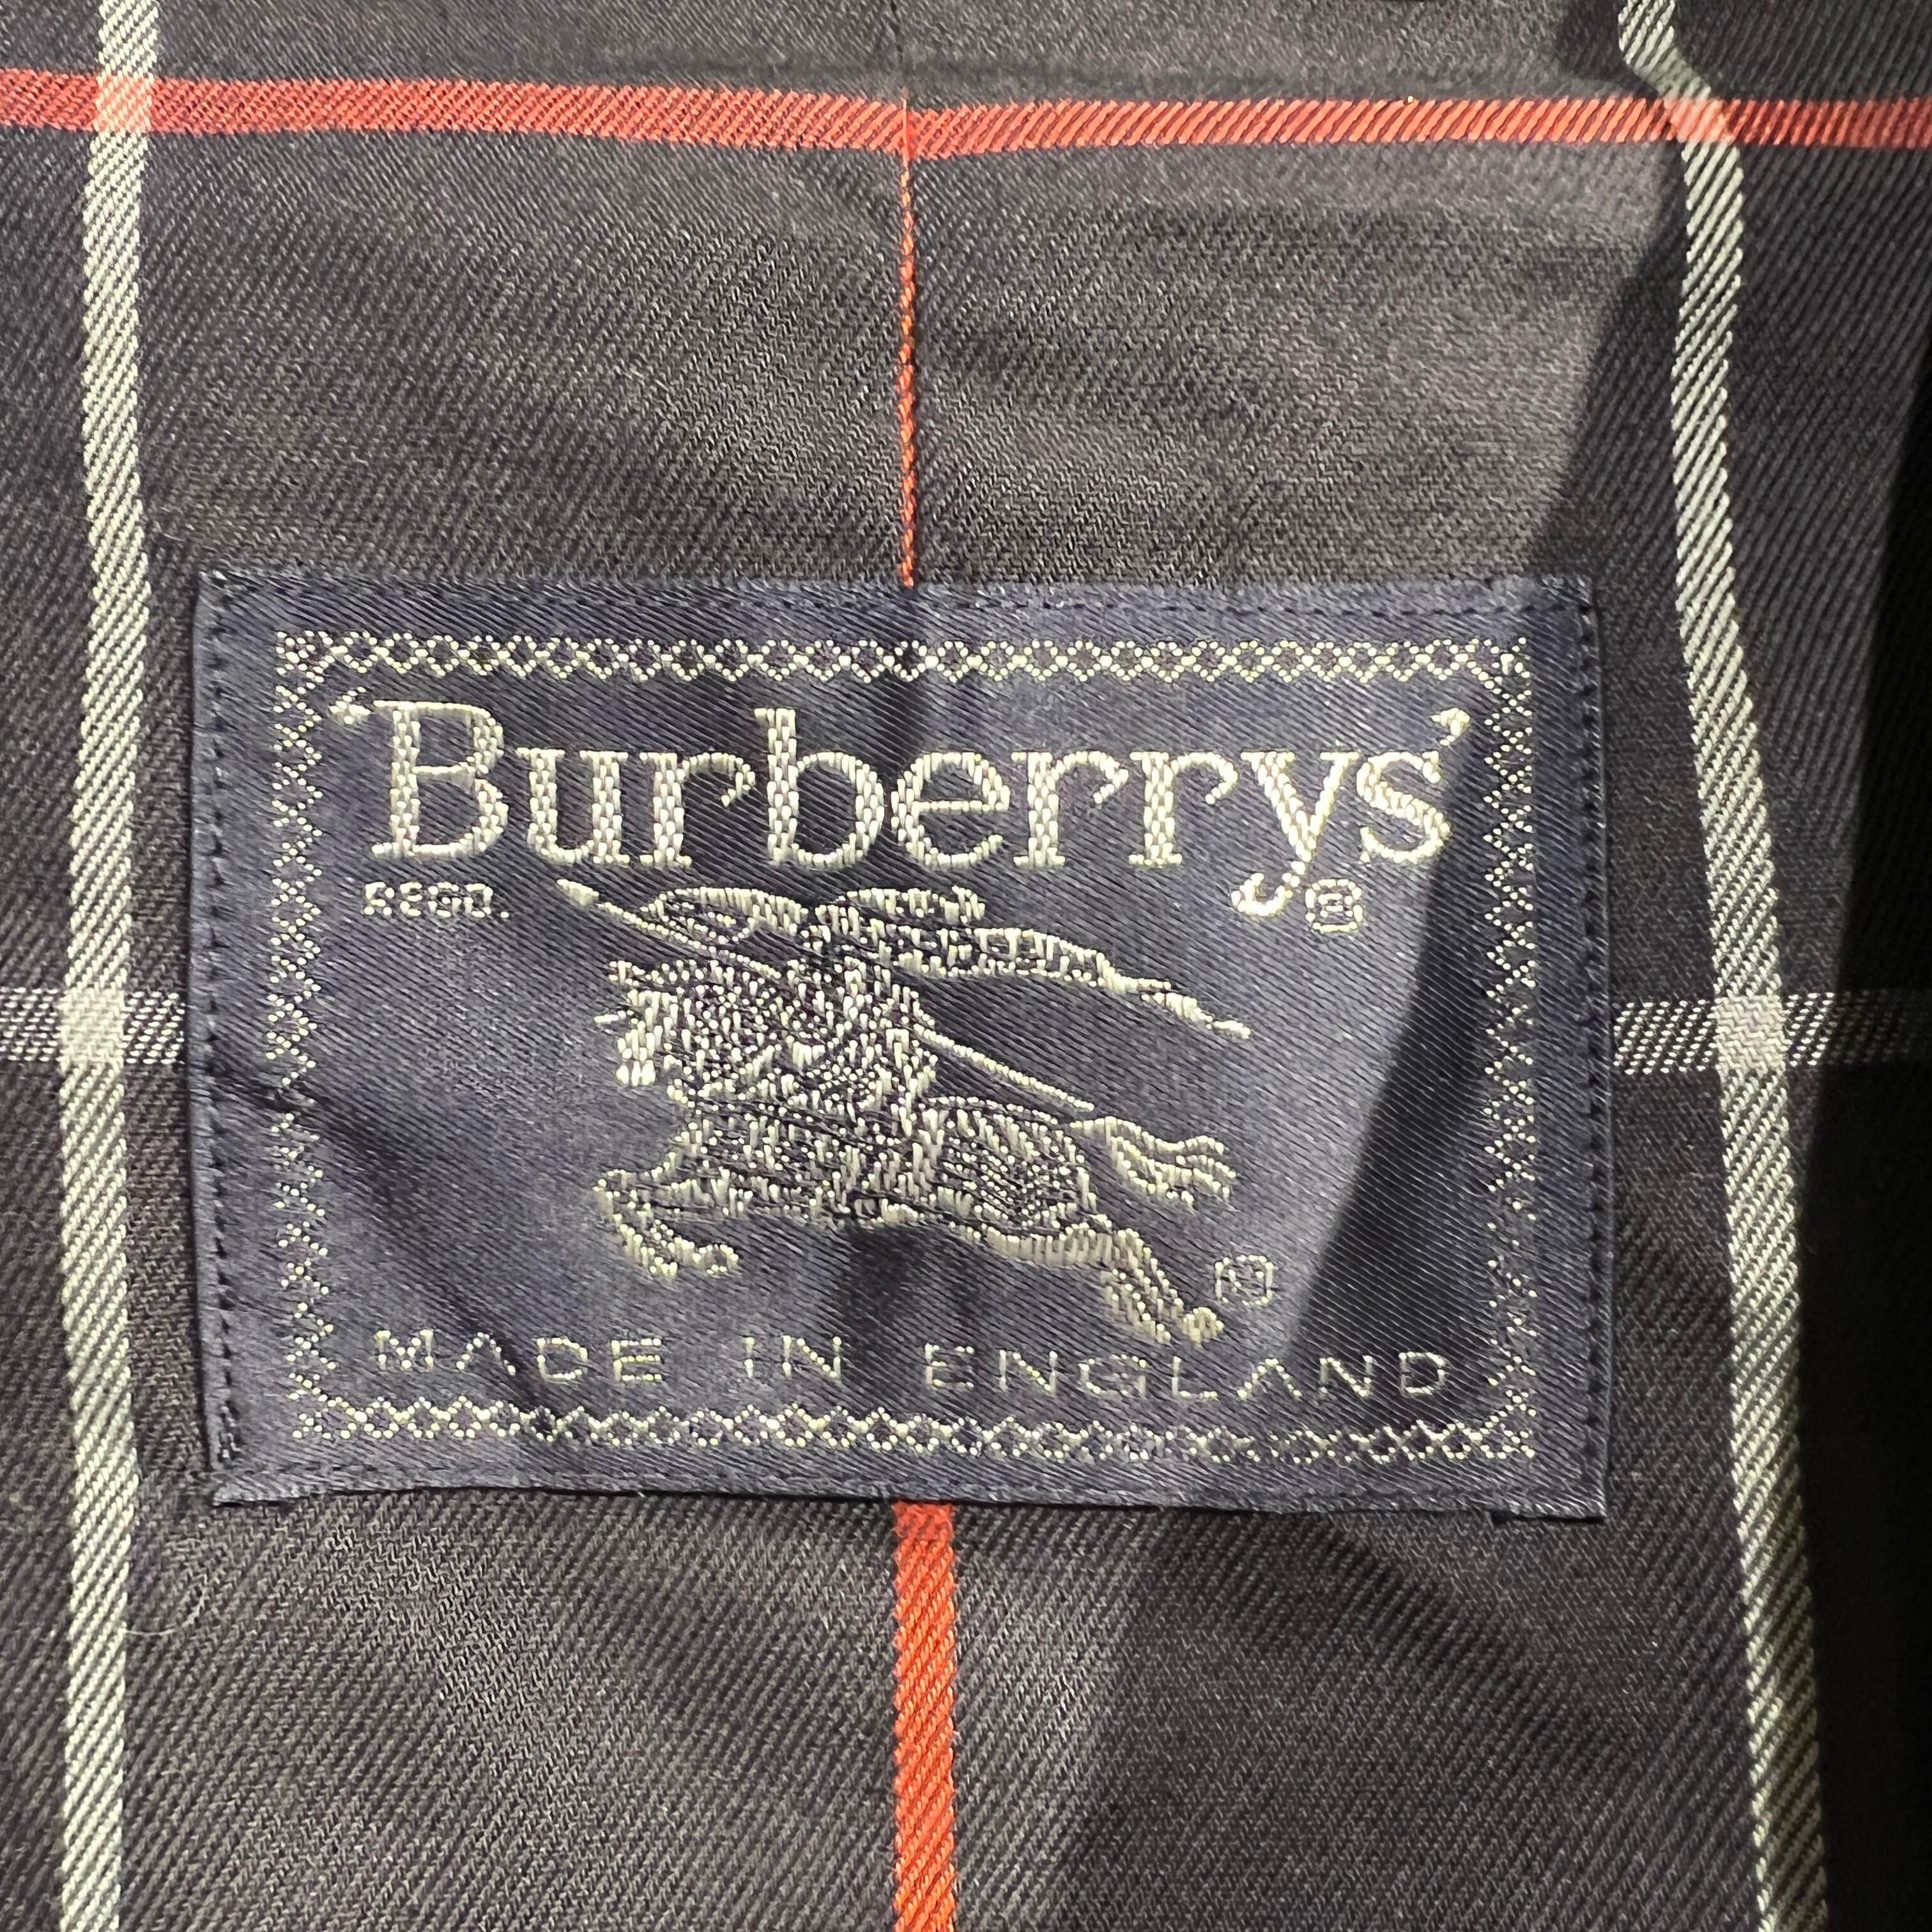 ‘Burberrys’
REGD. ®
®
MADE IN ENGLAND